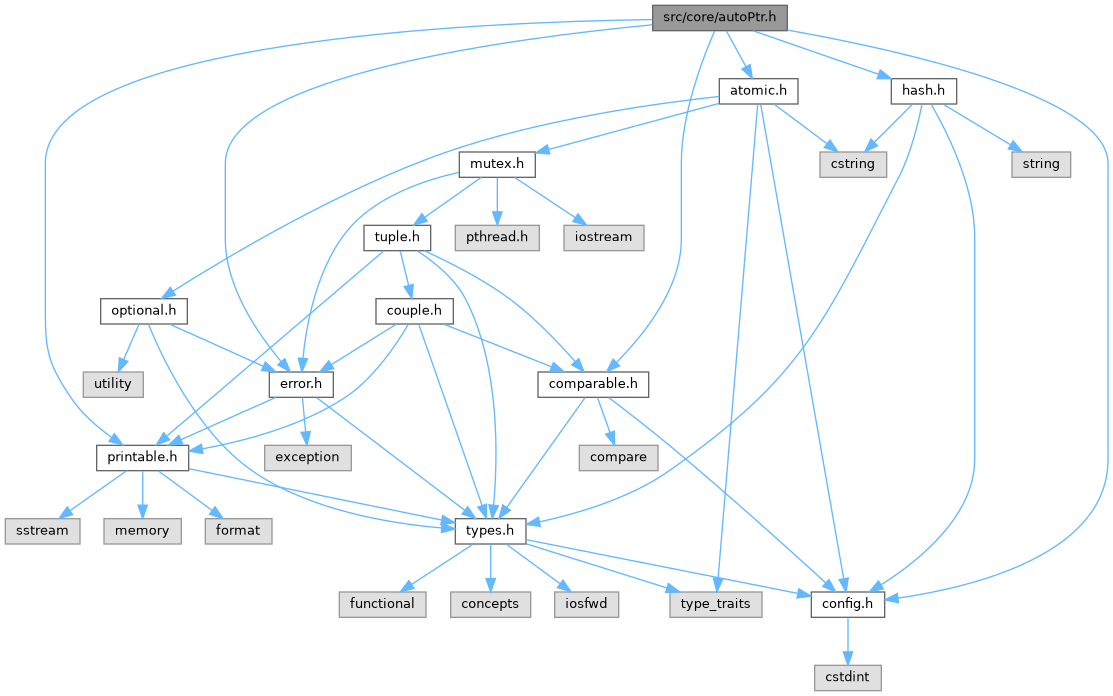 src/core/autoPtr.h
atomic.h
hash.h
mutex.h
cstring
string
tuple.h
pthread.h
iostream
optional.h
couple.h
utility
error.h
comparable.h
printable.h
exception
compare
sstream
memory
format
types.h
functional
concepts
iosfwd
type_traits
config.h
cstdint